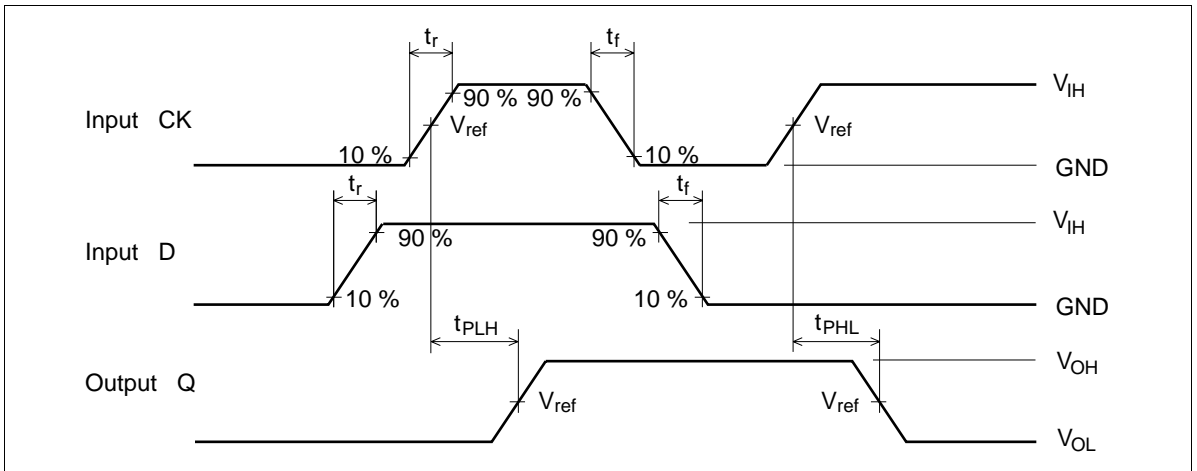 tr
tf
VIH
90 % 90 %
Input CK
Vref
Vref
10 %
10 %
GND
tr
tf
VIH
90 %
90 %
Input D
10 %
10 %
GND
tPLH
tPHL
VOH
Output Q
Vref
Vref
VOL